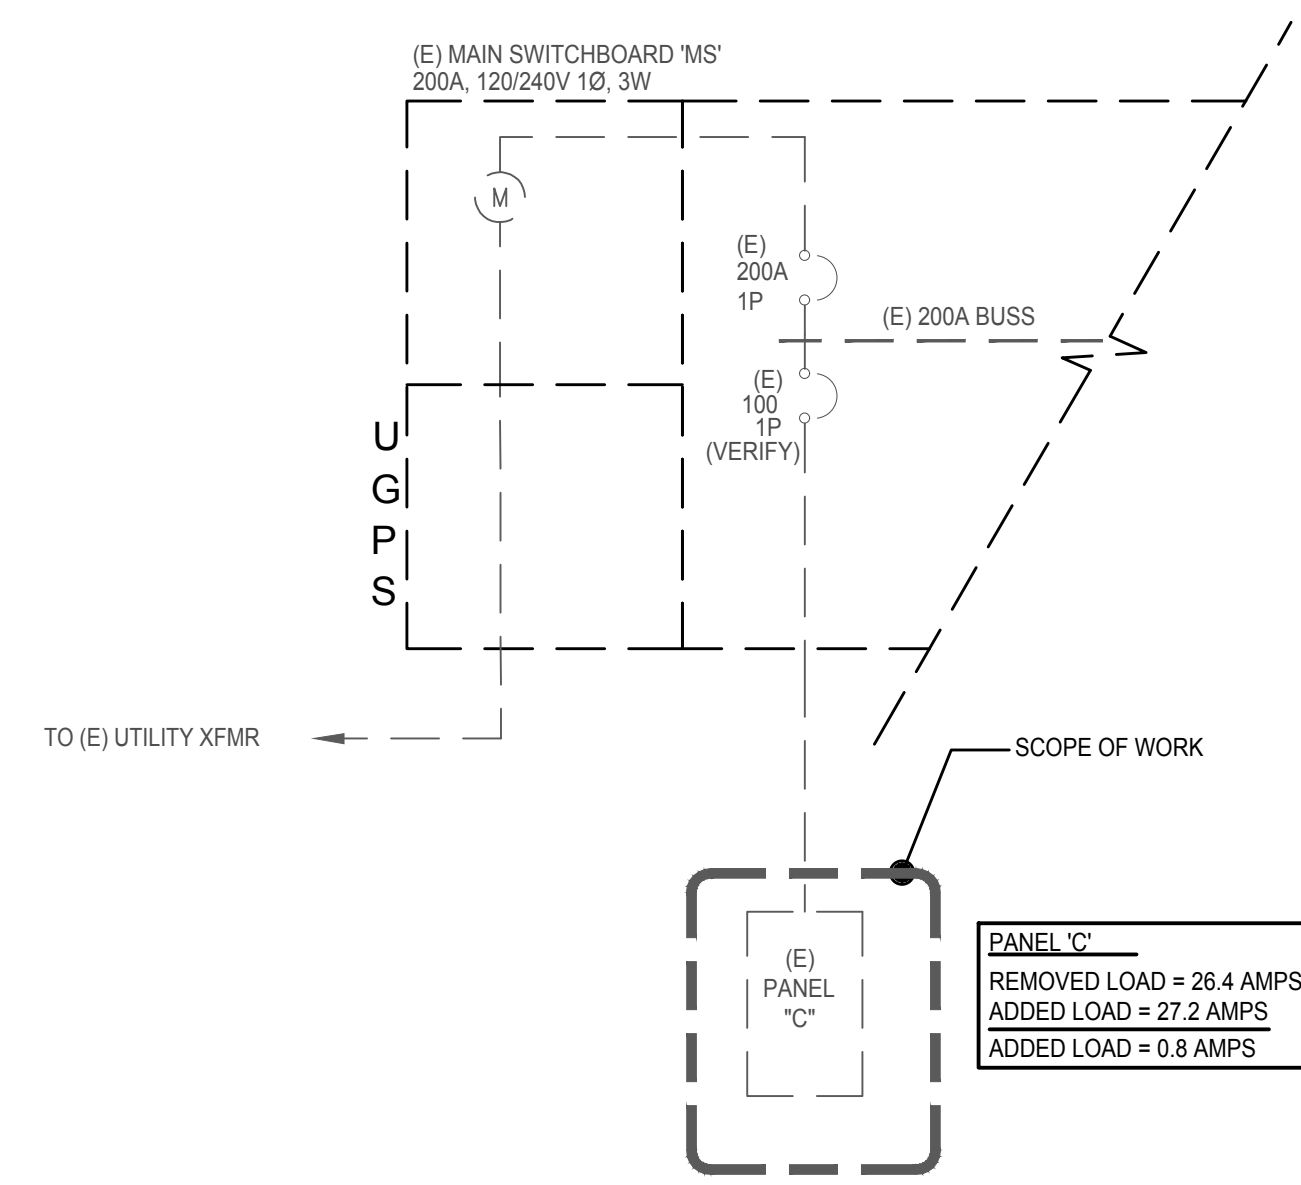 (E) MAIN SWITCHBOARD 'MS'
200A, 120/240V 1Ø, 3W
M
(E)
200A
1P
(E) 200A BUSS
(E)
100
1P
(VERIFY)
U
G
P
S
TO (E) UTILITY XFMR
SCOPE OF WORK
(E)
PANEL
"C"
PANEL 'C'
REMOVED LOAD = 26.4 AMPS
ADDED LOAD = 27.2 AMPS
ADDED LOAD = 0.8 AMPS